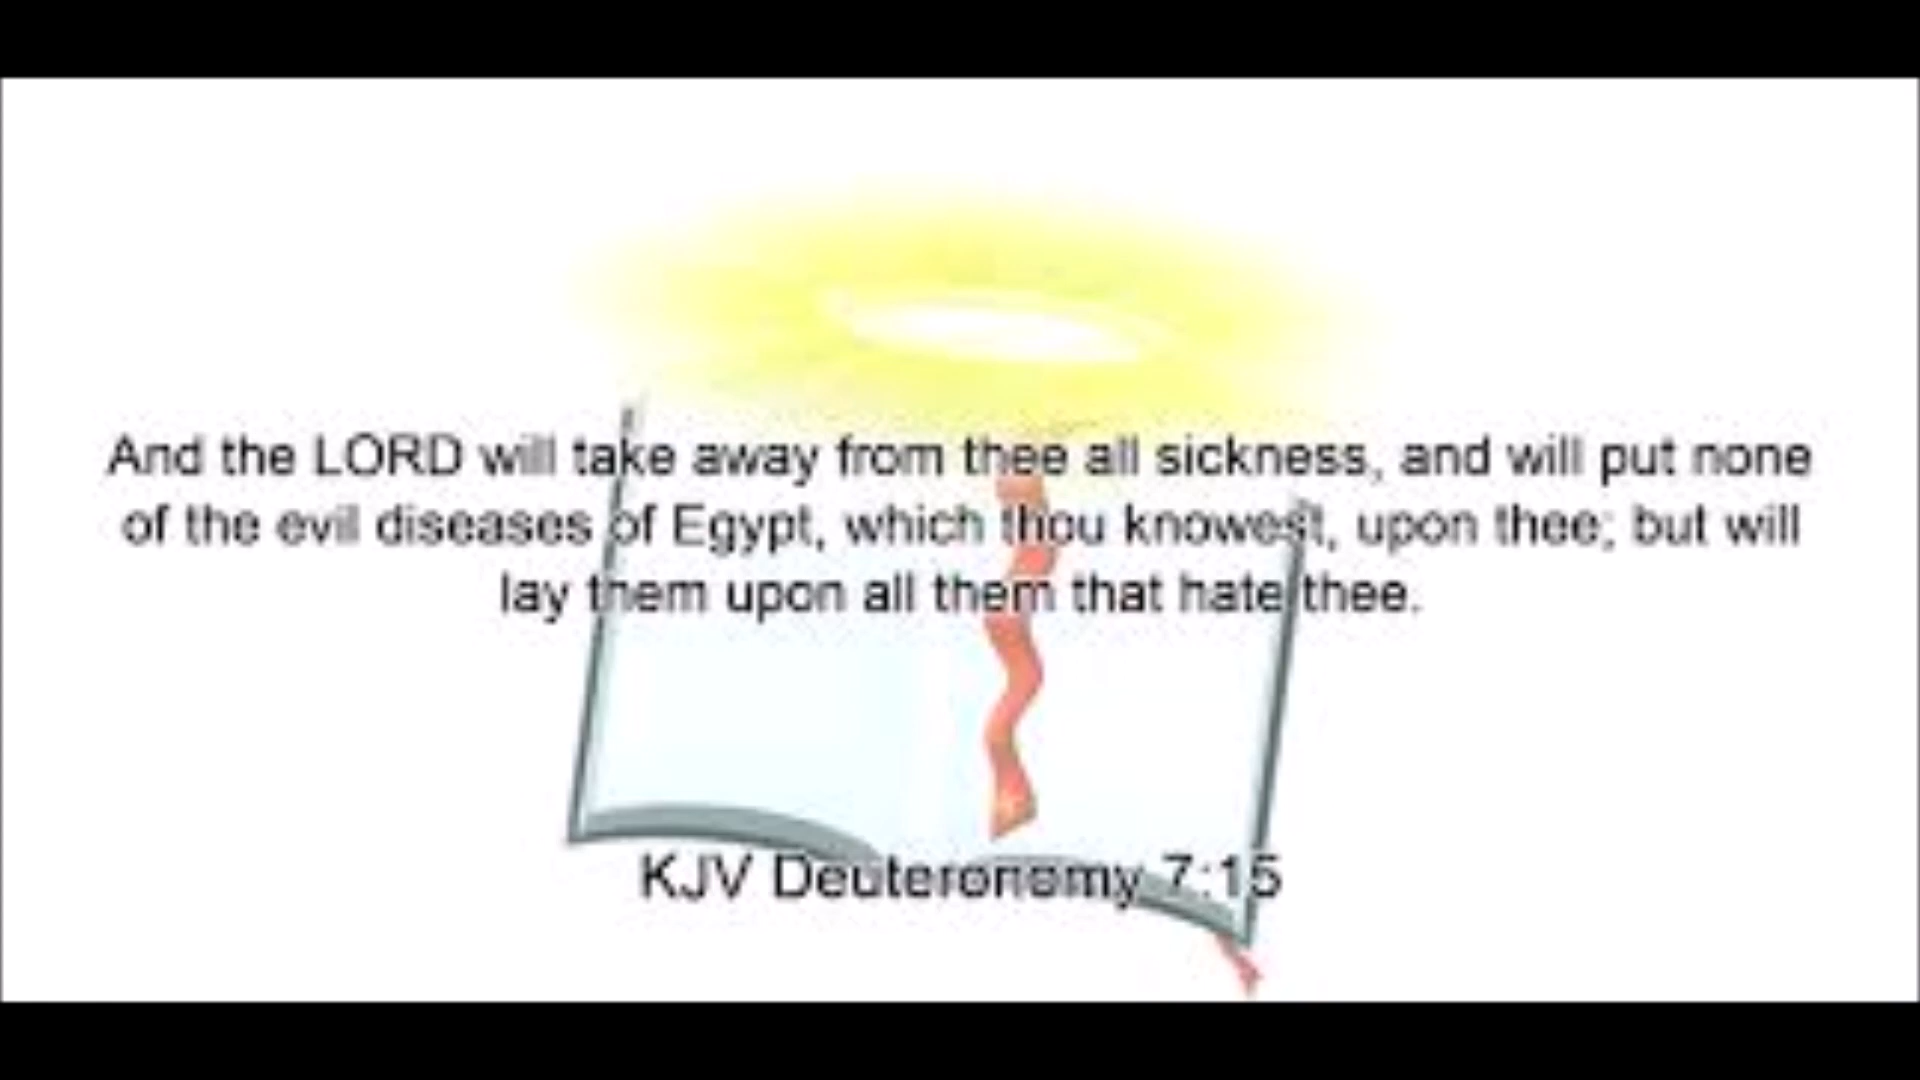 And the LORD will take away from thee all sickness, and will put none
of the evil diseases of Egypt, which thou knowest, upon thee; but will
lay them upon all them that hate thee.
KJV Deuteronomy 7:15